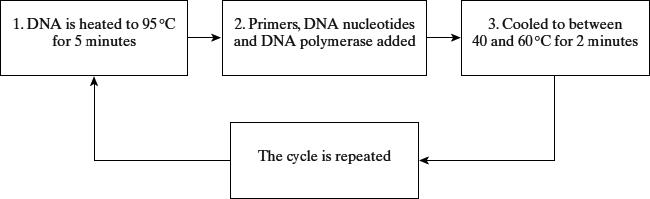 1. DNA is heated to 95 °C
for 5 minutes
2. Primers, DNA nucleotides
and DNA polymerase added
3. Cooled to between
40 and 60 °C for 2 minutes
The cycle is repeated